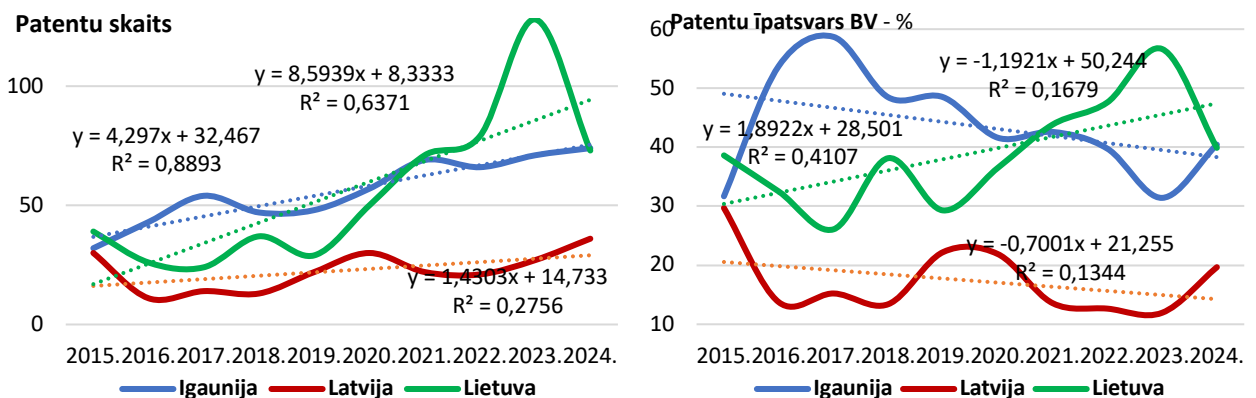 Patentu skaits
y = 8,5939x + 8,3333
R² = 0,6371
y = 4,297x + 32,467
R² = 0,8893
y = 1,4303x + 14,733
R² = 0,2756
100
50
0
2015. 2016. 2017. 2018. 2019. 2020. 2021. 2022. 2023. 2024.
Igaunija Latvija Lietuva
Patentu īpatsvars BV - %
y = -1,1921x + 50,244
R² = 0,1679
y = 1,8922x + 28,501
R² = 0,4107
y = -0,7001x + 21,255
R² = 0,1344
60
50
40
30
20
10
2015. 2016. 2017. 2018. 2019. 2020. 2021. 2022. 2023. 2024.
Igaunija Latvija Lietuva